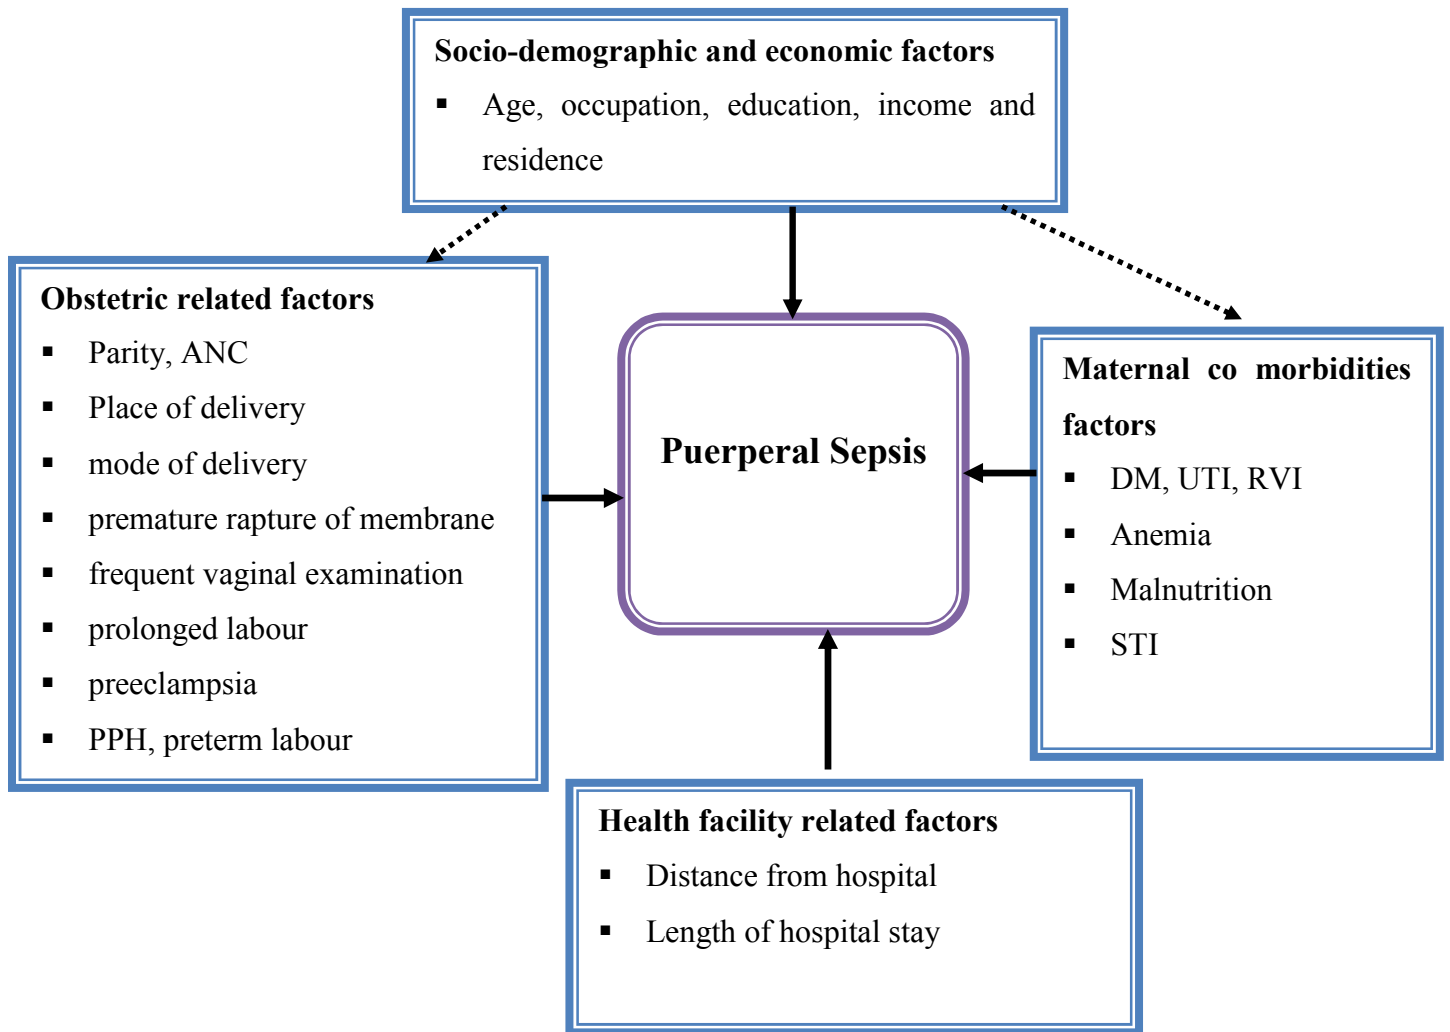 Socio-demographic and economic factors
▪ Age, occupation, education, income and
residence
Obstetric related factors
▪ Parity, ANC
▪ Place of delivery
▪ mode of delivery
▪ premature rapture of membrane
▪ frequent vaginal examination
▪ prolonged labour
▪ preeclampsia
▪ PPH, preterm labour
Puerperal Sepsis
Maternal co morbidities
factors
▪ DM, UTI, RVI
▪ Anemia
▪ Malnutrition
▪ STI
Health facility related factors
▪ Distance from hospital
▪ Length of hospital stay